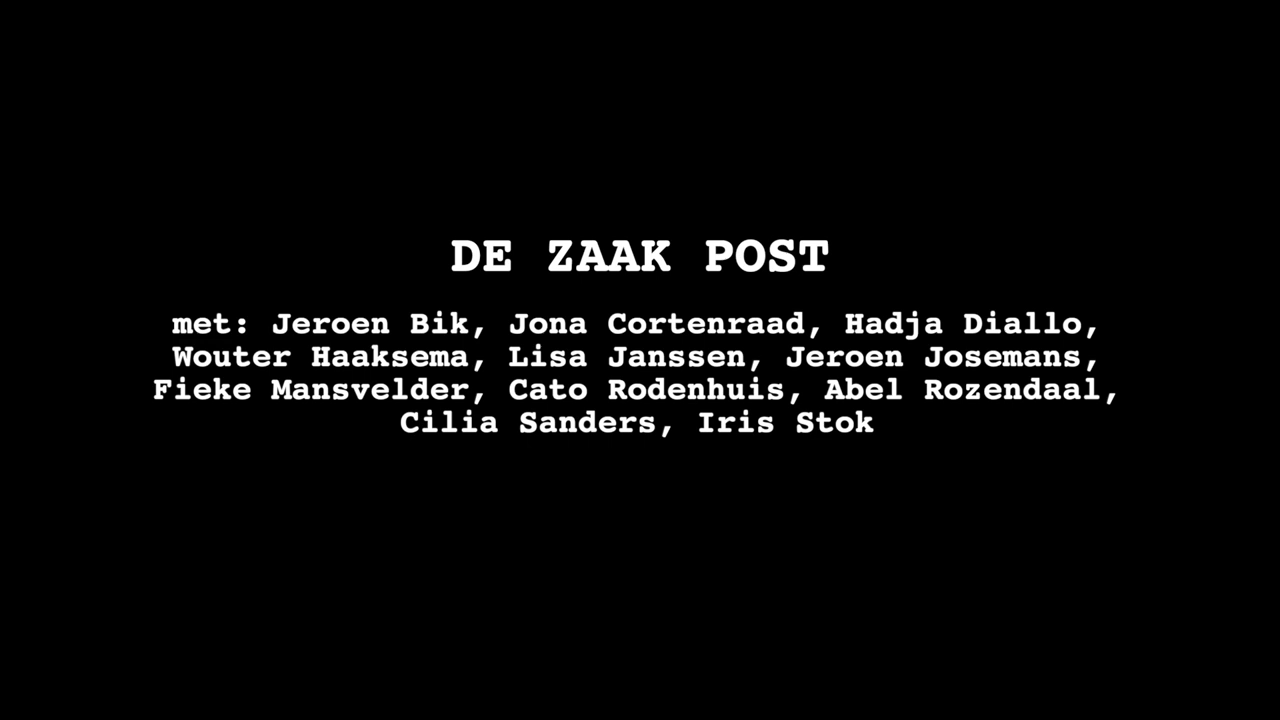 DE ZAAK POST
met: Jeroen Bik, Jona Cortenraad, Hadja Diallo,
Wouter Haaksema, Lisa Janssen, Jeroen Josemans,
Fieke Mansvelder, Cato Rodenhuis, Abel Rozendaal,
Cilia Sanders, Iris Stok